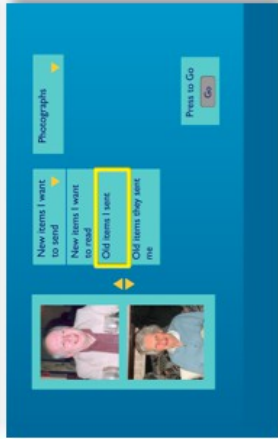 New items I want
to send
New items I want
to read
Old items I sent
Old items they sent
me
Photographs
Press to Go
Go